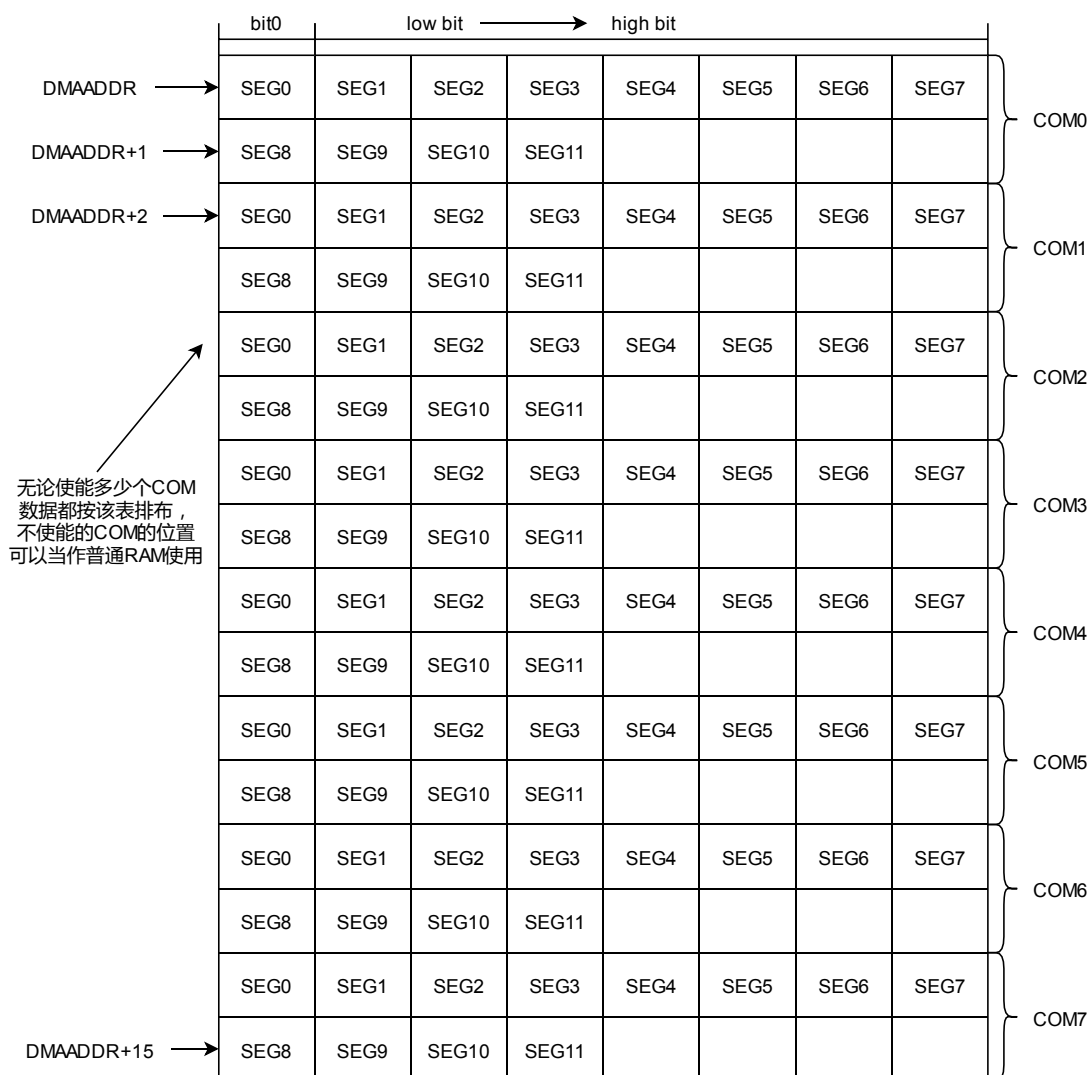 bit0 low bit high bit
DMAADDR SEG0 SEG1 SEG2 SEG3 SEG4 SEG5 SEG6 SEG7
COM0
DMAADDR+1 SEG8 SEG9 SEG10 SEG11
DMAADDR+2 SEG0 SEG1 SEG2 SEG3 SEG4 SEG5 SEG6 SEG7
COM1
SEG8 SEG9 SEG10 SEG11
SEG0 SEG1 SEG2 SEG3 SEG4 SEG5 SEG6 SEG7
COM2
SEG8 SEG9 SEG10 SEG11
无论使能多少个COM
数据都按该表排布，
不使能的COM的位置
可以当作普通RAM使用
SEG0 SEG1 SEG2 SEG3 SEG4 SEG5 SEG6 SEG7
COM3
SEG8 SEG9 SEG10 SEG11
SEG0 SEG1 SEG2 SEG3 SEG4 SEG5 SEG6 SEG7
COM4
SEG8 SEG9 SEG10 SEG11
SEG0 SEG1 SEG2 SEG3 SEG4 SEG5 SEG6 SEG7
COM5
SEG8 SEG9 SEG10 SEG11
SEG0 SEG1 SEG2 SEG3 SEG4 SEG5 SEG6 SEG7
COM6
SEG8 SEG9 SEG10 SEG11
SEG0 SEG1 SEG2 SEG3 SEG4 SEG5 SEG6 SEG7
COM7
DMAADDR+15 SEG8 SEG9 SEG10 SEG11